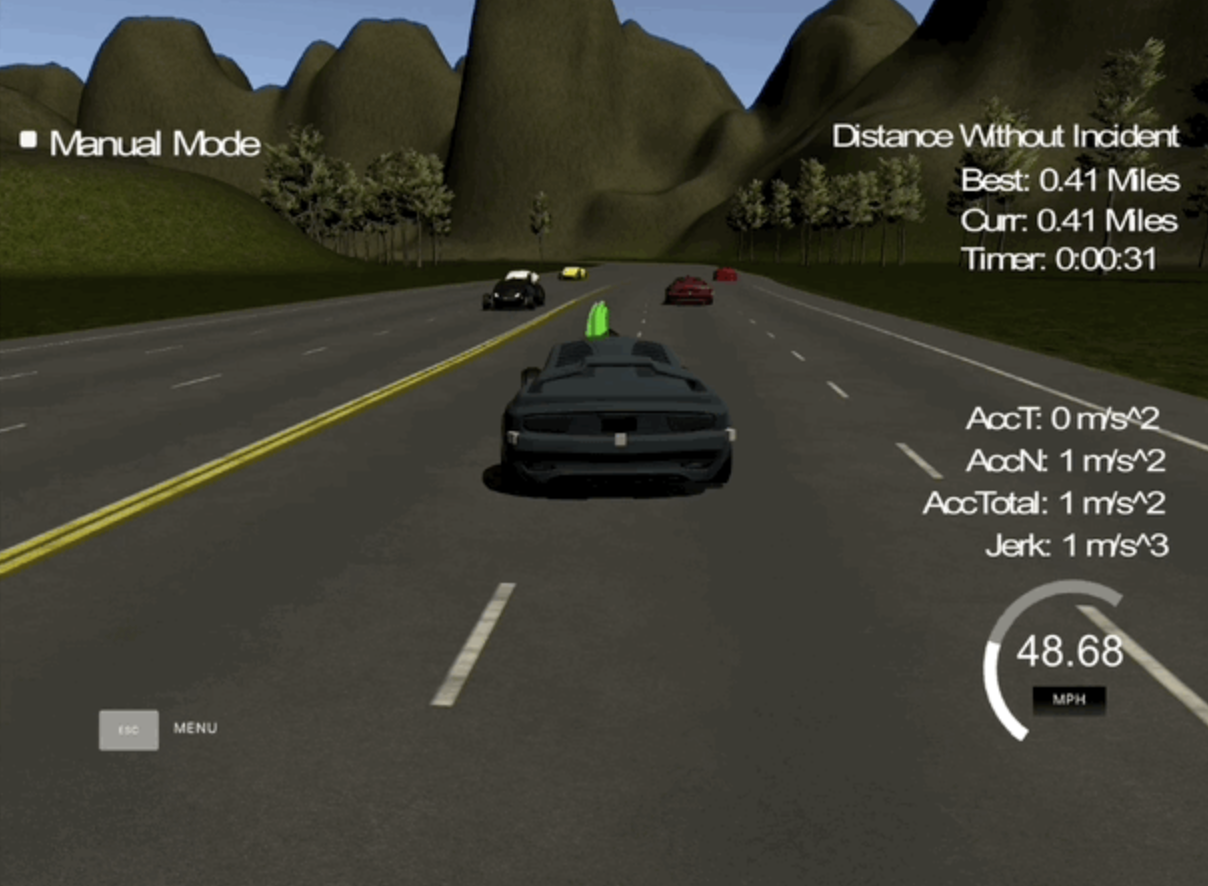 Manual Mode
Distance Without Incident
Best: 0.41 Miles
Curr: 0.41 Miles
Timer: 0:00:31
AccT: 0 m/s^2
AccN: 1 m/s^2
AccTotal: 1 m/s^2
Jerk: 1 m/s^3
48.68
MPH
ESC MENU